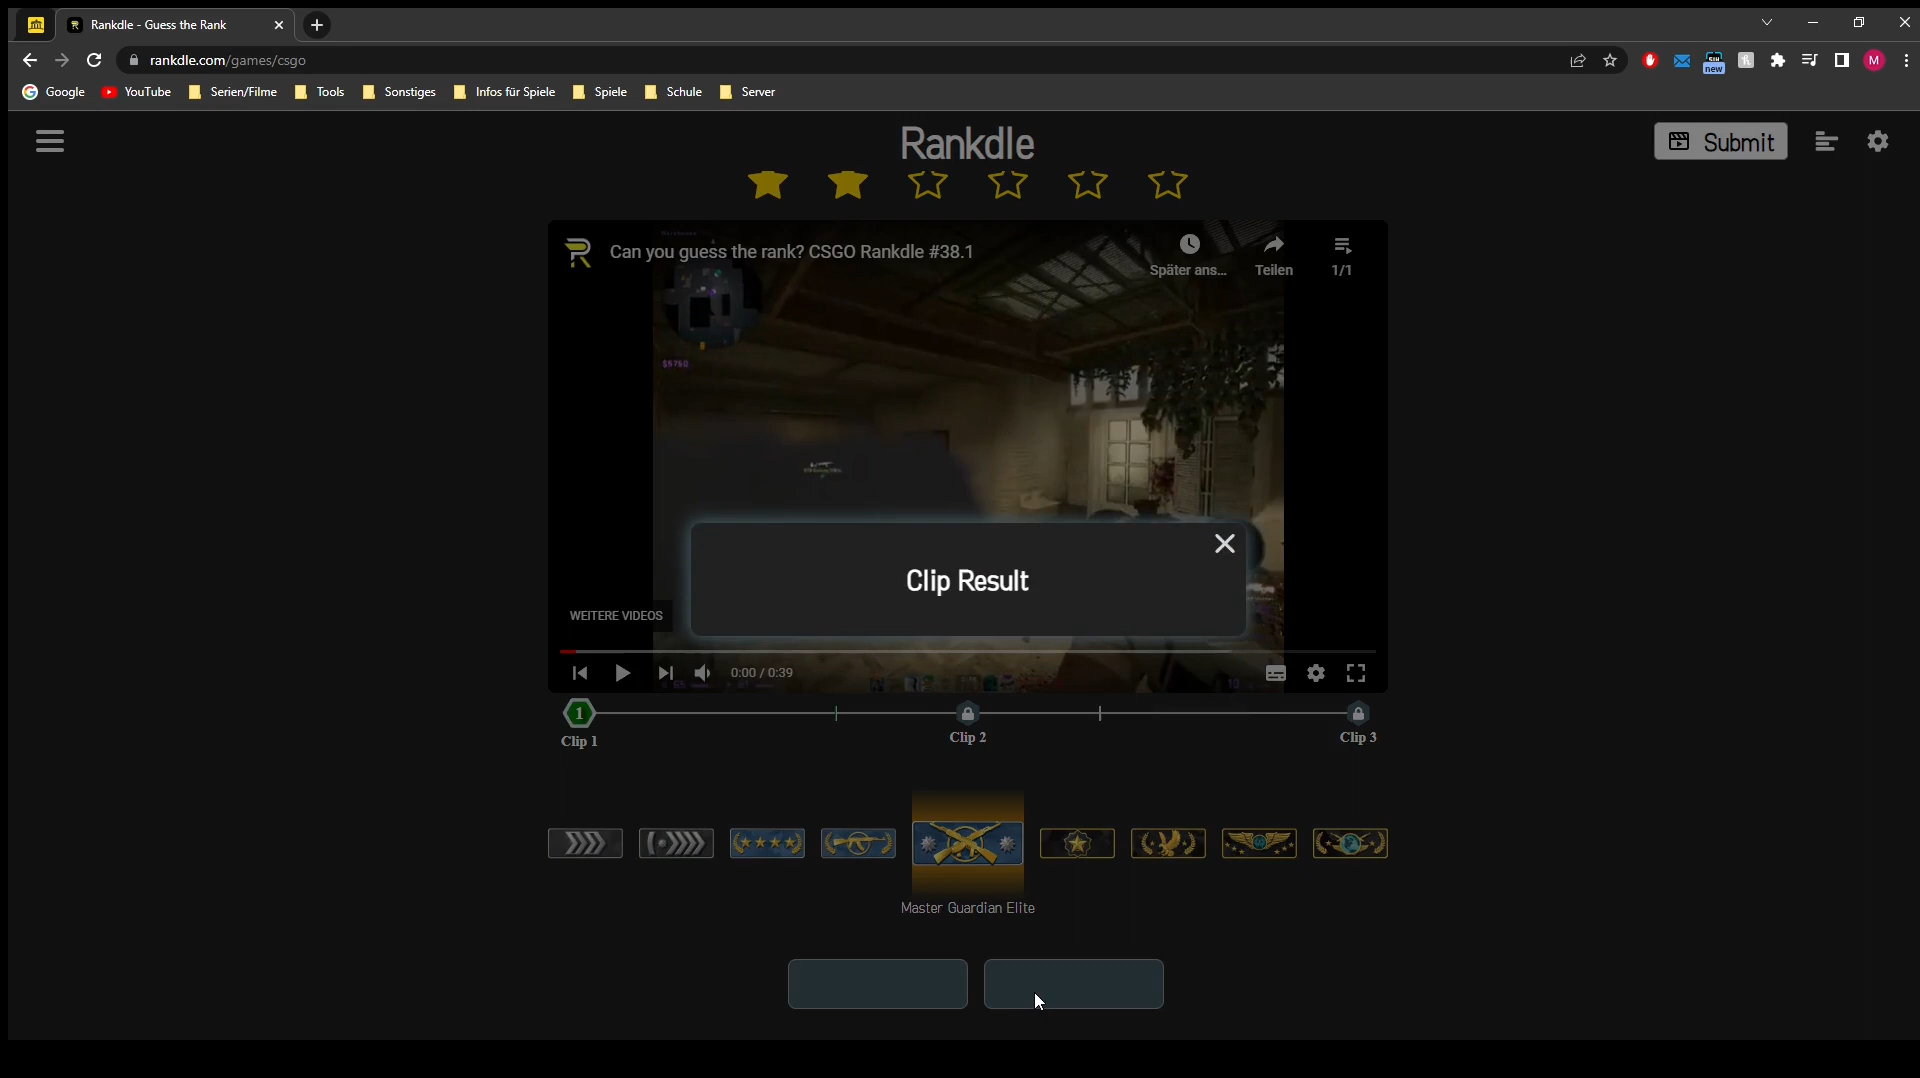 Rankdle - Guess the Rank
rankdle.com/games/csgo
new
M
Google YouTube Serien/Filme Tools Sonstiges Infos für Spiele Spiele Schule Server
Rankdle
Submit
Can you guess the rank? CSGO Rankdle #38.1
Später ans...
Teilen
1/1
$5750
Clip Result
WEITERE VIDEOS
0:00 / 0:39
1
Clip 1
Clip 2
Clip 3
Master Guardian Elite